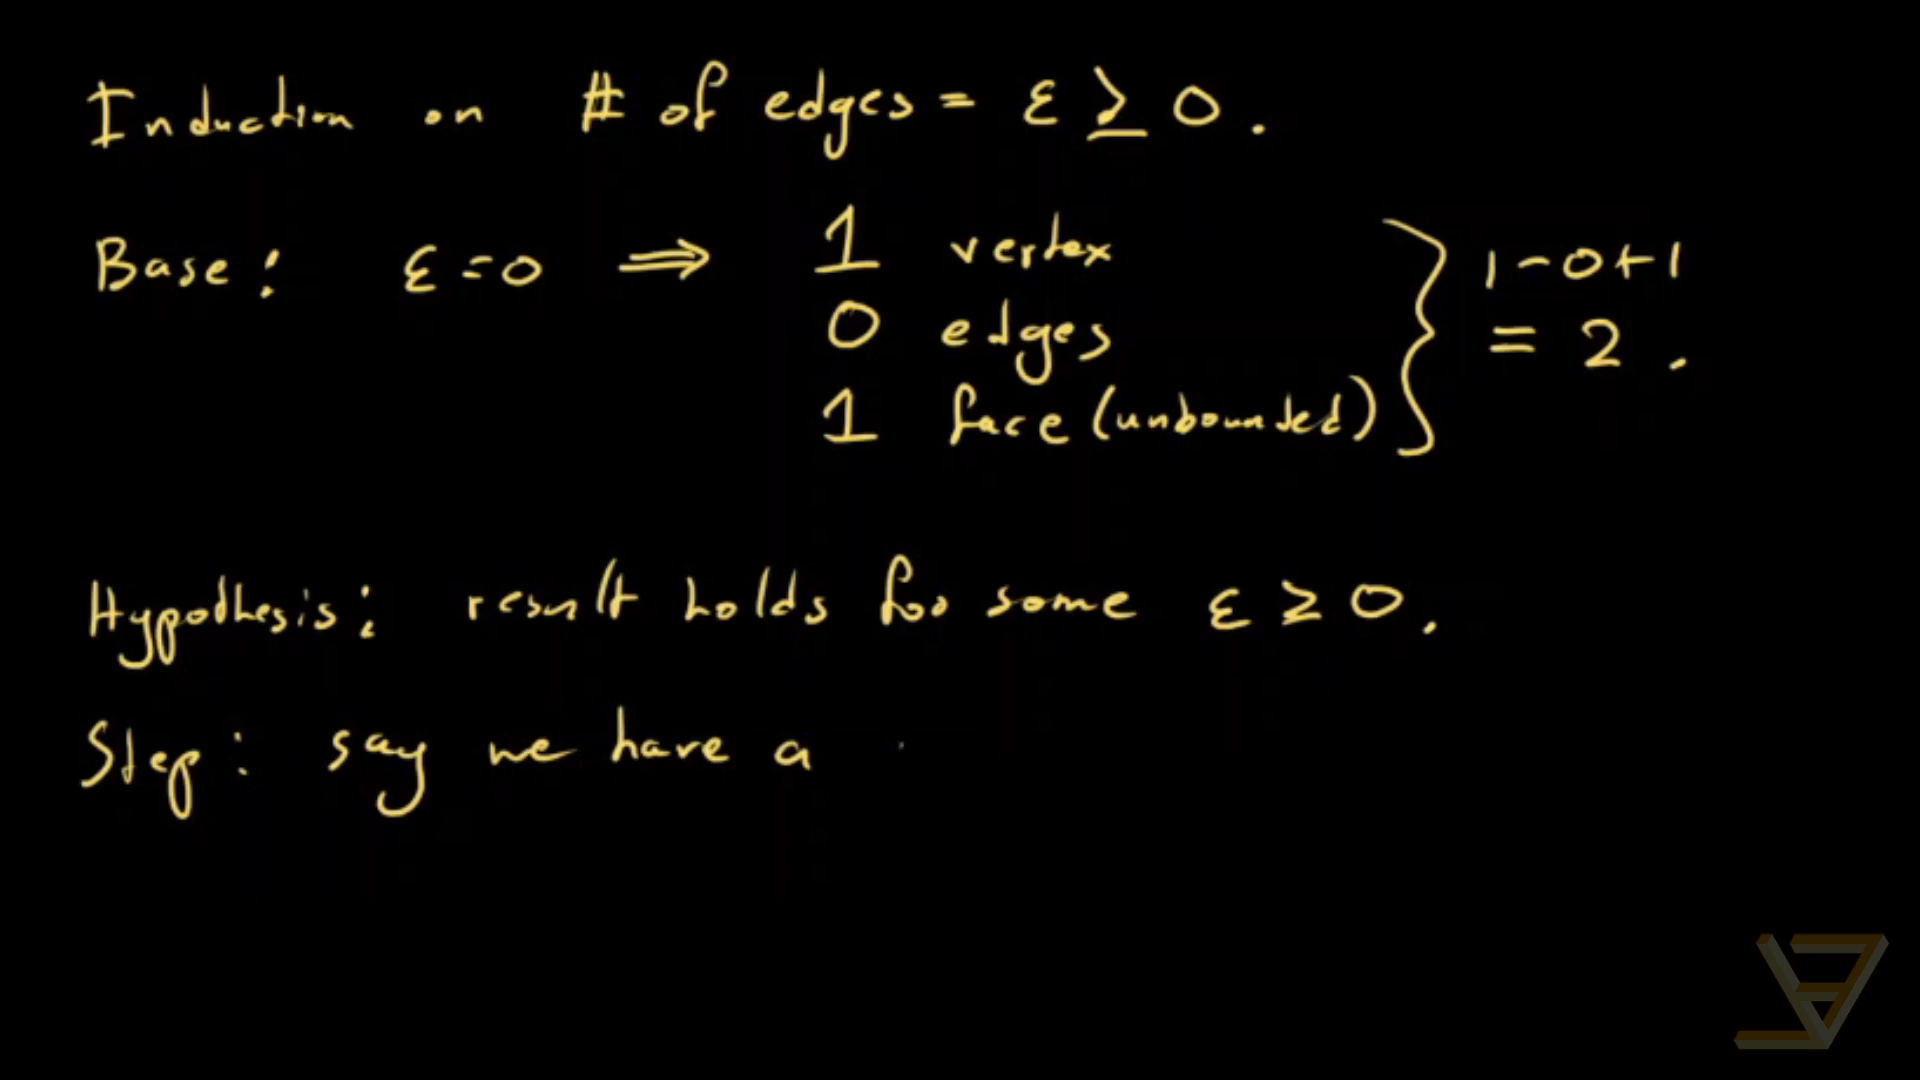 Induction on # of edges = ε ≥ 0.
Base: ε = 0 ⟹ 1 vertex
0 edges
1 face (unbounded)
1 - 0 + 1
= 2.
Hypothesis: result holds for some ε ≥ 0.
Step: say we have a